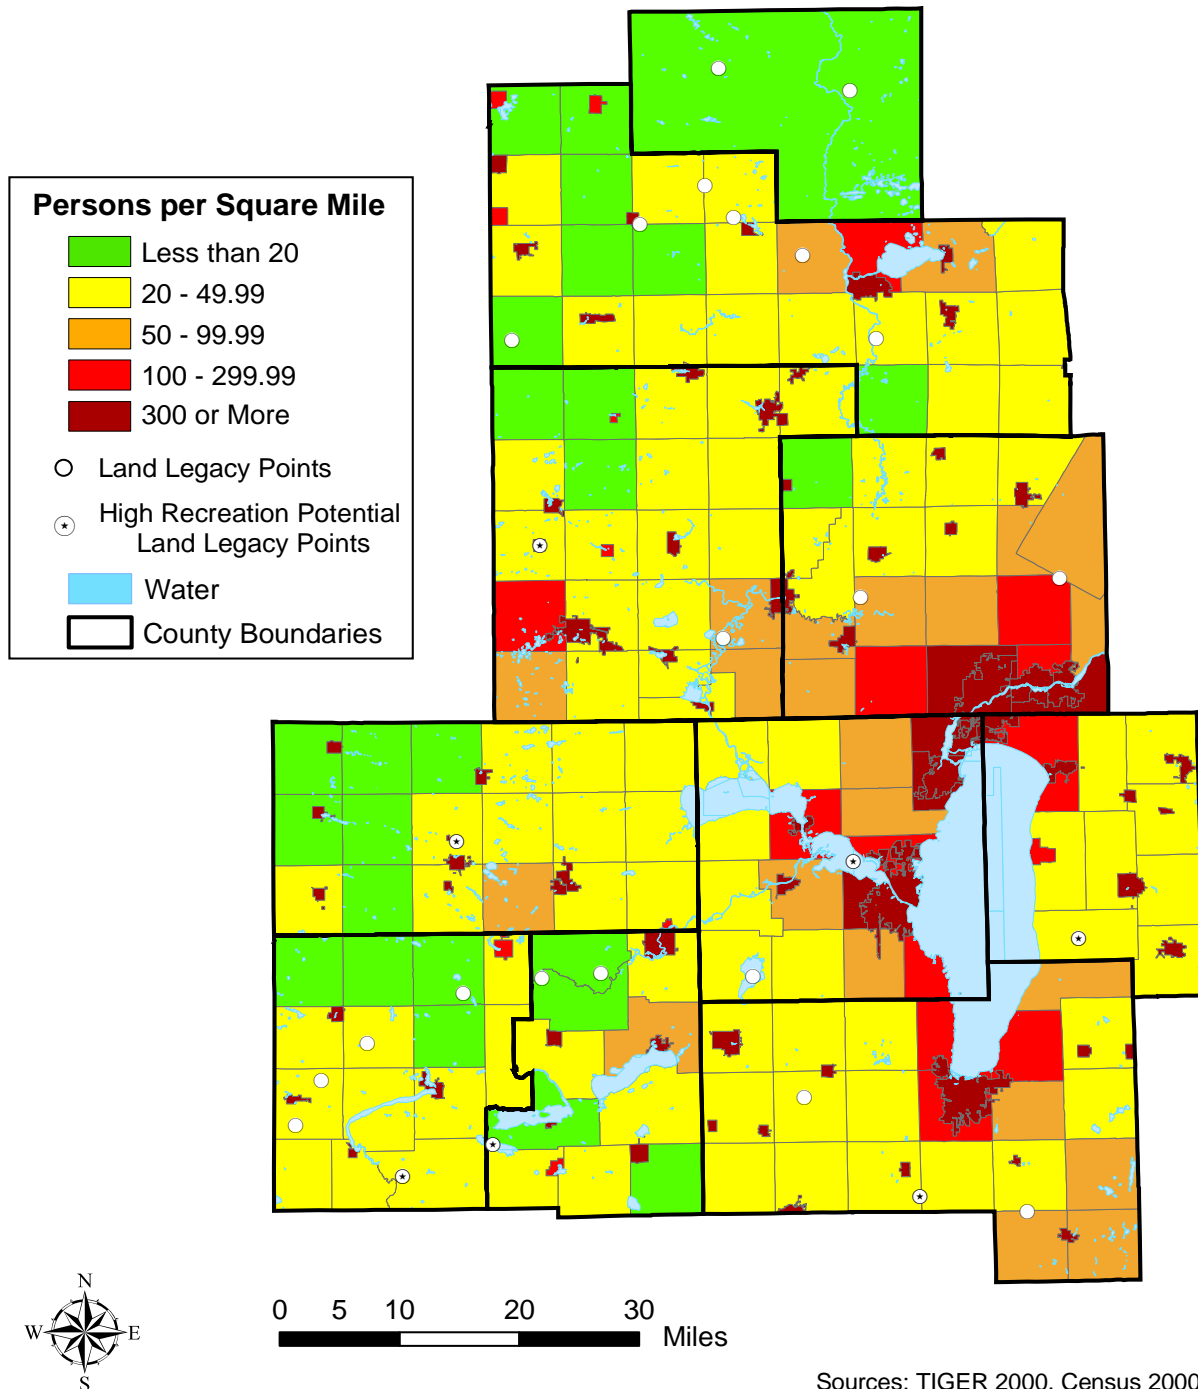 Persons per Square Mile
Less than 20
20 - 49.99
50 - 99.99
100 - 299.99
300 or More
Land Legacy Points
High Recreation Potential
Land Legacy Points
Water
County Boundaries
N
W E
S
0 5 10 20 30
Miles
Sources: TIGER 2000, Census 2000